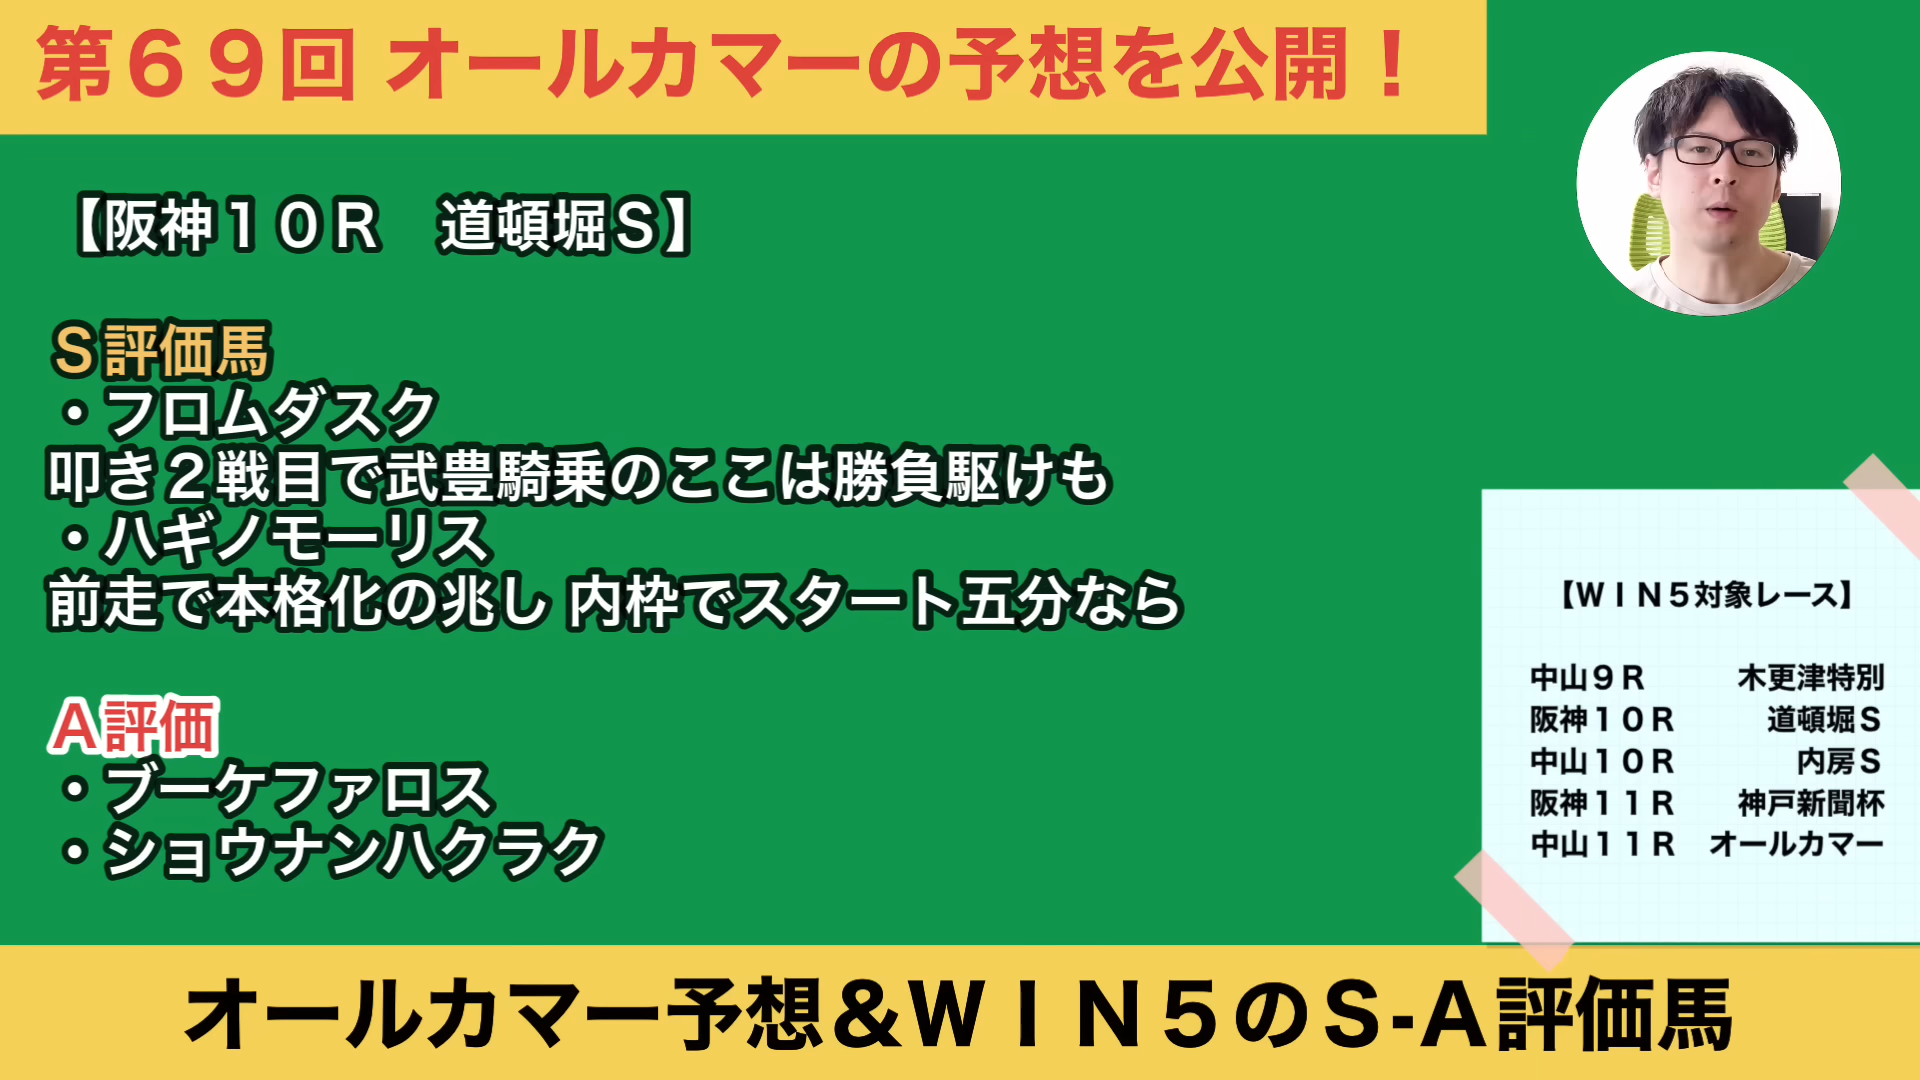 第６９回 オールカマーの予想を公開！
【阪神１０Ｒ　道頓堀Ｓ】
Ｓ評価馬
・フロムダスク
叩き２戦目で武豊騎乗のここは勝負駆けも
・ハギノモーリス
前走で本格化の兆し 内枠でスタート五分なら
Ａ評価
・ブーケファロス
・ショウナンハクラク
【ＷＩＮ５対象レース】
中山９Ｒ　木更津特別
阪神１０Ｒ　道頓堀Ｓ
中山１０Ｒ　内房Ｓ
阪神１１Ｒ　神戸新聞杯
中山１１Ｒ　オールカマー
オールカマー予想＆ＷＩＮ５のＳ-Ａ評価馬